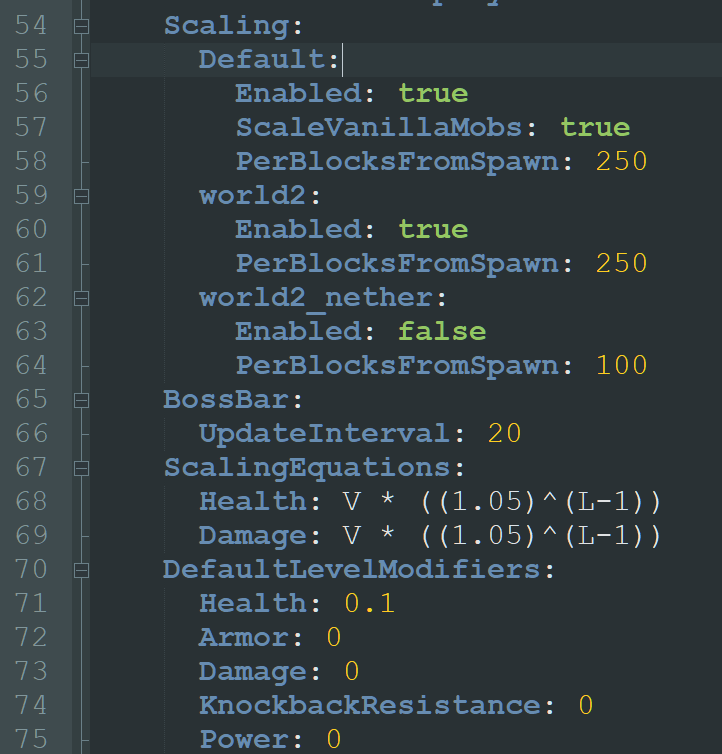 54 Scaling:
55 Default:
56 Enabled: true
57 ScaleVanillaMobs: true
58 PerBlocksFromSpawn: 250
59 world2:
60 Enabled: true
61 PerBlocksFromSpawn: 250
62 world2_nether:
63 Enabled: false
64 PerBlocksFromSpawn: 100
65 BossBar:
66 UpdateInterval: 20
67 ScalingEquations:
68 Health: V * ((1.05)^(L-1))
69 Damage: V * ((1.05)^(L-1))
70 DefaultLevelModifiers:
71 Health: 0.1
72 Armor: 0
73 Damage: 0
74 KnockbackResistance: 0
75 Power: 0